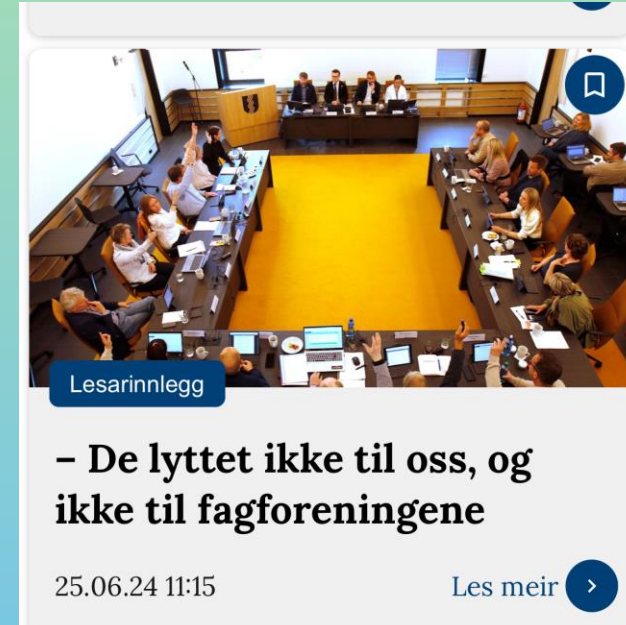 Lesarinnlegg
– De lyttet ikke til oss, og
ikke til fagforeningene
25.06.24 11:15
Les meir